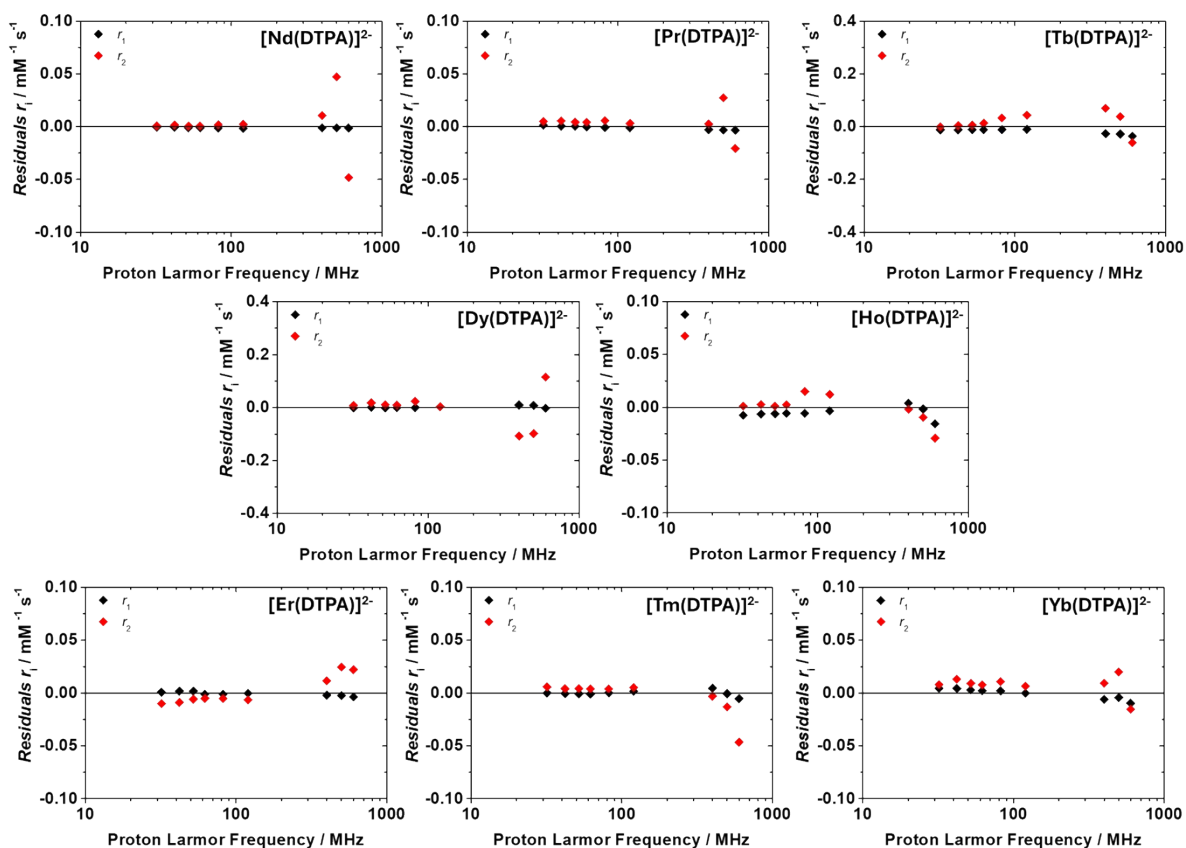 [Nd(DTPA)]²⁻
r₁
r₂
0.10
0.05
0.00
-0.05
-0.10
Residuals rᵢ / mM ⁻¹ s⁻¹
10
100
1000
Proton Larmor Frequency / MHz
[Pr(DTPA)]²⁻
r₁
r₂
0.10
0.05
0.00
-0.05
-0.10
Residuals rᵢ / mM ⁻¹ s⁻¹
10
100
1000
Proton Larmor Frequency / MHz
[Tb(DTPA)]²⁻
r₁
r₂
0.4
0.2
0.0
-0.2
-0.4
Residuals rᵢ / mM ⁻¹ s⁻¹
10
100
1000
Proton Larmor Frequency / MHz
[Dy(DTPA)]²⁻
r₁
r₂
0.4
0.2
0.0
-0.2
-0.4
Residuals rᵢ / mM ⁻¹ s⁻¹
10
100
1000
Proton Larmor Frequency / MHz
[Ho(DTPA)]²⁻
r₁
r₂
0.10
0.05
0.00
-0.05
-0.10
Residuals rᵢ / mM ⁻¹ s⁻¹
10
100
1000
Proton Larmor Frequency / MHz
[Er(DTPA)]²⁻
r₁
r₂
0.10
0.05
0.00
-0.05
-0.10
Residuals rᵢ / mM ⁻¹ s⁻¹
10
100
1000
Proton Larmor Frequency / MHz
[Tm(DTPA)]²⁻
r₁
r₂
0.10
0.05
0.00
-0.05
-0.10
Residuals rᵢ / mM ⁻¹ s⁻¹
10
100
1000
Proton Larmor Frequency / MHz
[Yb(DTPA)]²⁻
r₁
r₂
0.10
0.05
0.00
-0.05
-0.10
Residuals rᵢ / mM ⁻¹ s⁻¹
10
100
1000
Proton Larmor Frequency / MHz